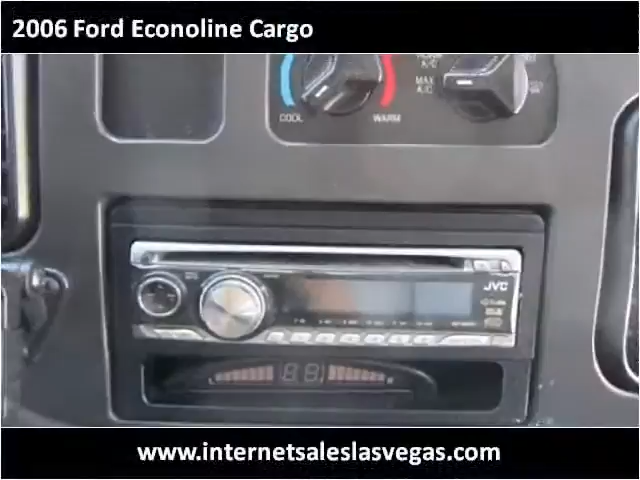 2006 Ford Econoline Cargo
A/C
MAX
A/C
COOL
WARM
JVC
L
R
www.internetsaleslasvegas.com